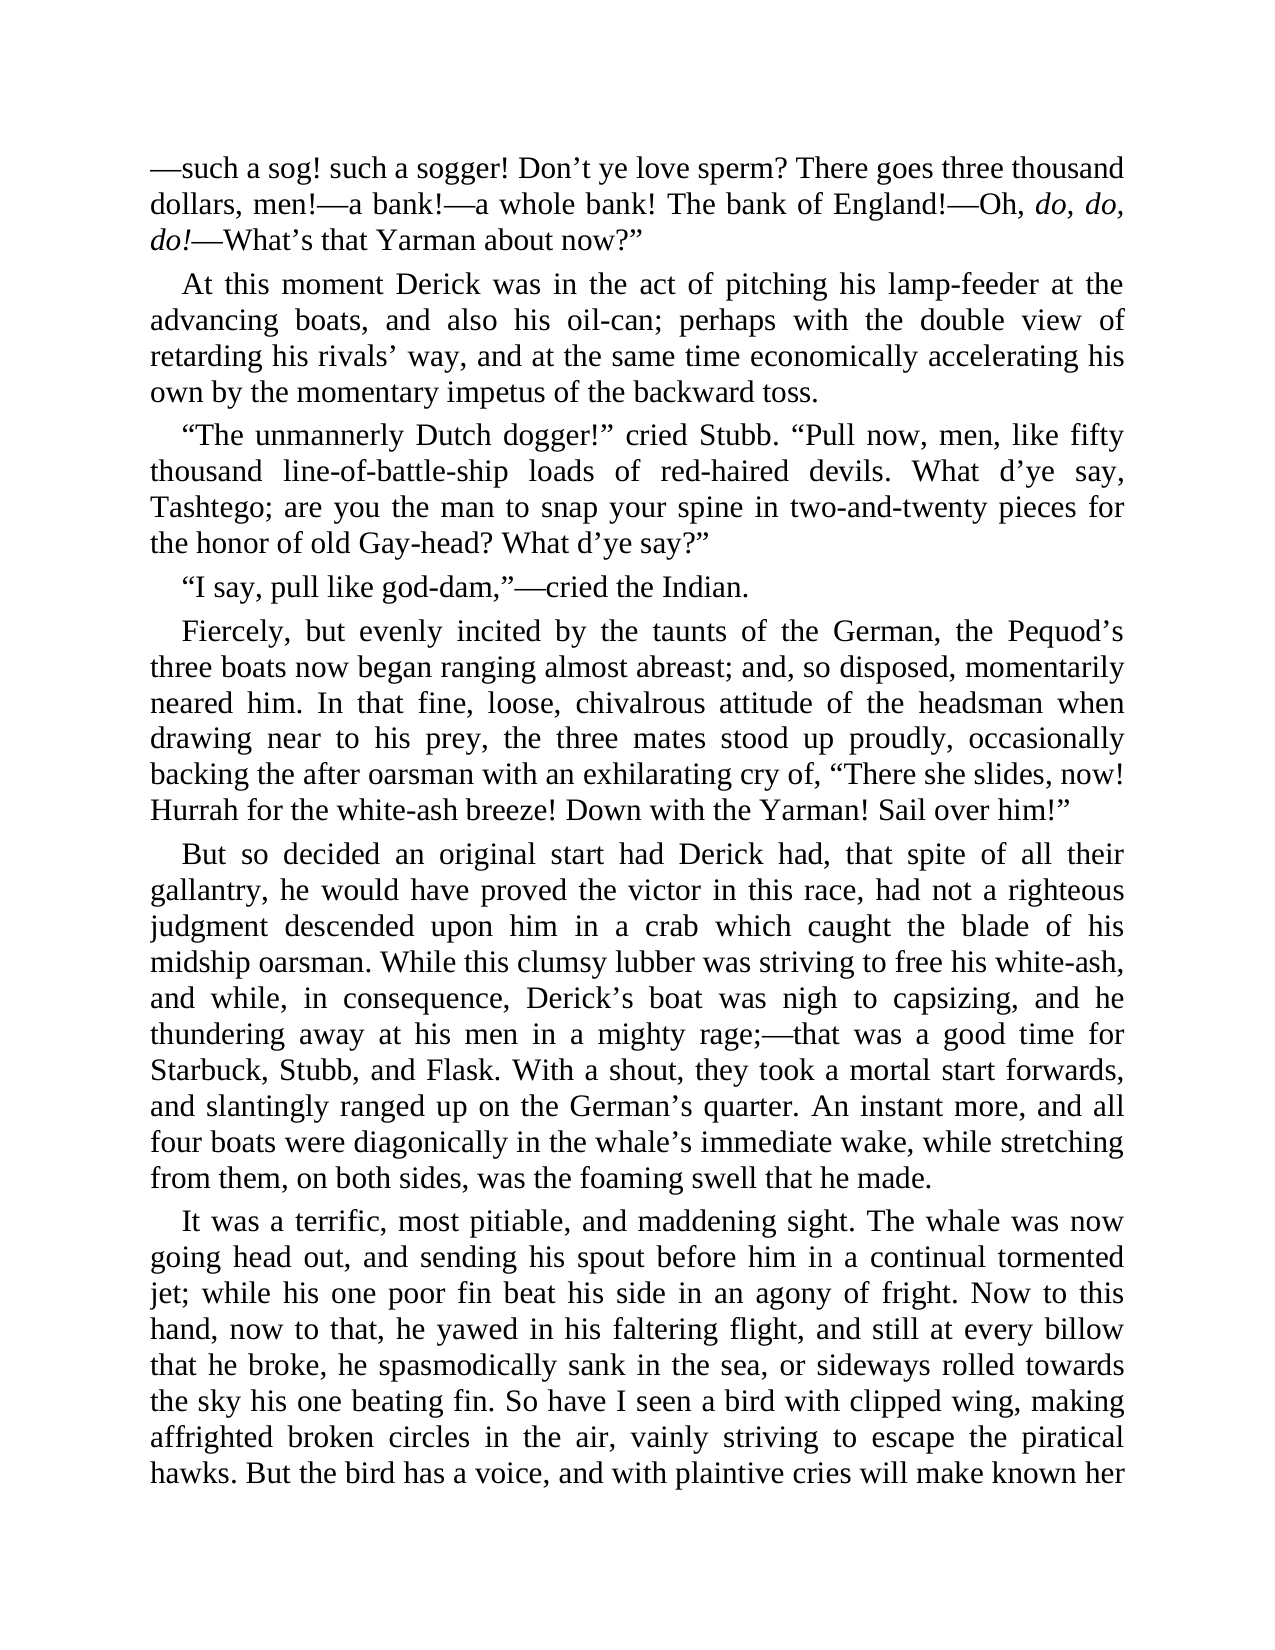 —such a sog! such a sogger! Don’t ye love sperm? There goes three thousand
dollars, men!—a bank!—a whole bank! The bank of England!—Oh, do, do,
do!—What’s that Yarman about now?”
At this moment Derick was in the act of pitching his lamp-feeder at the
advancing boats, and also his oil-can; perhaps with the double view of
retarding his rivals’ way, and at the same time economically accelerating his
own by the momentary impetus of the backward toss.
“The unmannerly Dutch dogger!” cried Stubb. “Pull now, men, like fifty
thousand line-of-battle-ship loads of red-haired devils. What d’ye say,
Tashtego; are you the man to snap your spine in two-and-twenty pieces for
the honor of old Gay-head? What d’ye say?”
“I say, pull like god-dam,”—cried the Indian.
Fiercely, but evenly incited by the taunts of the German, the Pequod’s
three boats now began ranging almost abreast; and, so disposed, momentarily
neared him. In that fine, loose, chivalrous attitude of the headsman when
drawing near to his prey, the three mates stood up proudly, occasionally
backing the after oarsman with an exhilarating cry of, “There she slides, now!
Hurrah for the white-ash breeze! Down with the Yarman! Sail over him!”
But so decided an original start had Derick had, that spite of all their
gallantry, he would have proved the victor in this race, had not a righteous
judgment descended upon him in a crab which caught the blade of his
midship oarsman. While this clumsy lubber was striving to free his white-ash,
and while, in consequence, Derick’s boat was nigh to capsizing, and he
thundering away at his men in a mighty rage;—that was a good time for
Starbuck, Stubb, and Flask. With a shout, they took a mortal start forwards,
and slantingly ranged up on the German’s quarter. An instant more, and all
four boats were diagonically in the whale’s immediate wake, while stretching
from them, on both sides, was the foaming swell that he made.
It was a terrific, most pitiable, and maddening sight. The whale was now
going head out, and sending his spout before him in a continual tormented
jet; while his one poor fin beat his side in an agony of fright. Now to this
hand, now to that, he yawed in his faltering flight, and still at every billow
that he broke, he spasmodically sank in the sea, or sideways rolled towards
the sky his one beating fin. So have I seen a bird with clipped wing, making
affrighted broken circles in the air, vainly striving to escape the piratical
hawks. But the bird has a voice, and with plaintive cries will make known her